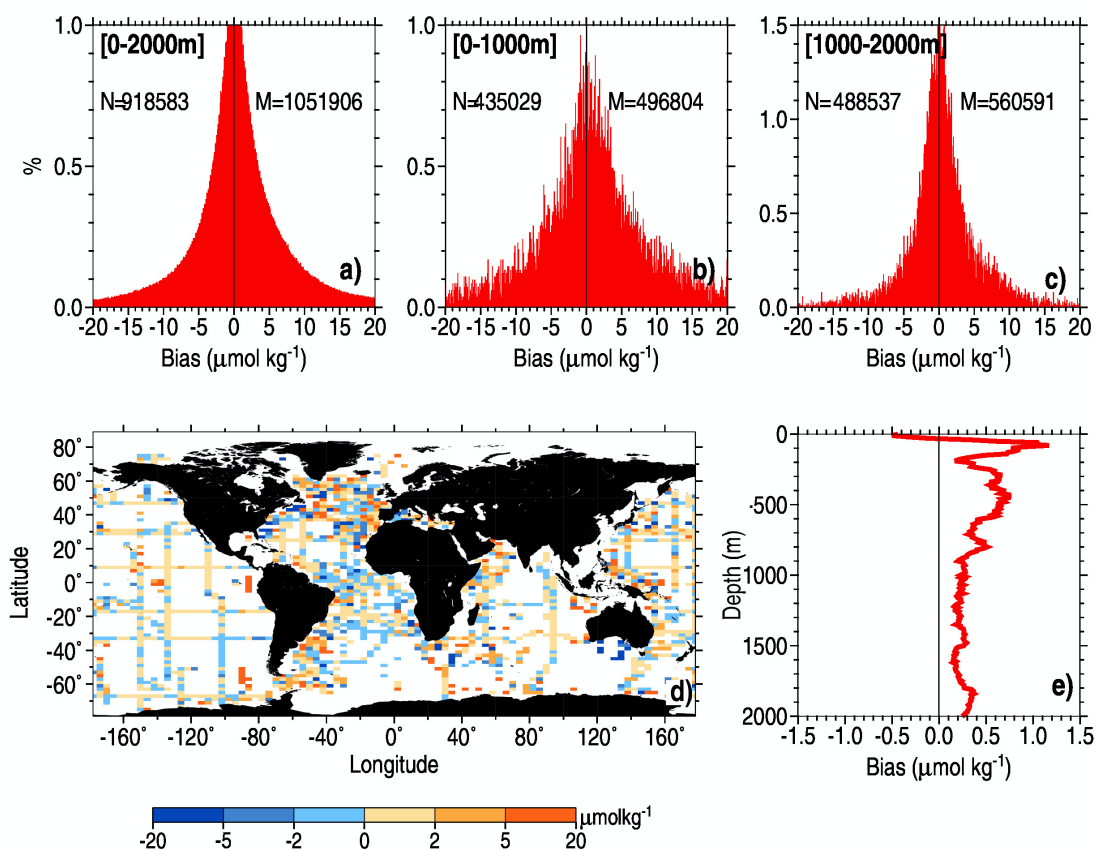 [0-2000m]
N=918583 M=1051906
a)
%
1.0
0.5
0.0
-20 -15 -10 -5 0 5 10 15 20
Bias (μmol kg-1)
[0-1000m]
N=435029 M=496804
b)
1.0
0.5
0.0
-20 -15 -10 -5 0 5 10 15 20
Bias (μmol kg-1)
[1000-2000m]
N=488537 M=560591
c)
1.5
1.0
0.5
0.0
-20 -15 -10 -5 0 5 10 15 20
Bias (μmol kg-1)
80°
60°
40°
20°
0°
-20°
-40°
-60°
Latitude
d)
-160° -120° -80° -40° 0° 40° 80° 120° 160°
Longitude
μmolkg-1
-20 -5 -2 0 2 5 20
0
-500
1000
1500
2000
Depth (m)
e)
-1.5 -1.0 -0.5 0.0 0.5 1.0 1.5
Bias (μmol kg-1)